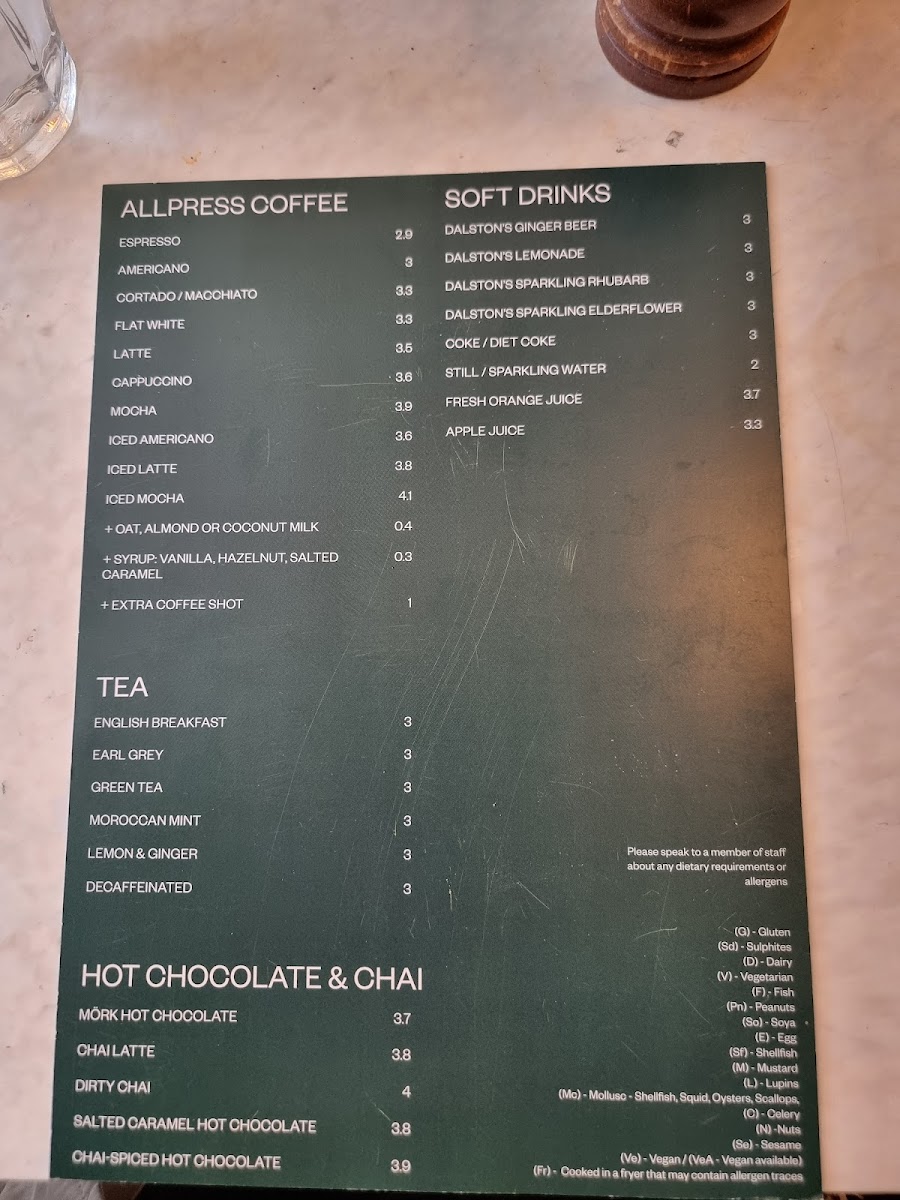 ALLPRESS COFFEE
ESPRESSO 2.9
AMERICANO 3
CORTADO / MACCHIATO 3.3
FLAT WHITE 3.3
LATTE 3.5
CAPPUCCINO 3.6
MOCHA 3.9
ICED AMERICANO 3.6
ICED LATTE 3.8
ICED MOCHA 4.1
+ OAT, ALMOND OR COCONUT MILK 0.4
+ SYRUP: VANILLA, HAZELNUT, SALTED 0.3
CARAMEL
+ EXTRA COFFEE SHOT 1
TEA
ENGLISH BREAKFAST 3
EARL GREY 3
GREEN TEA 3
MOROCCAN MINT 3
LEMON & GINGER 3
DECAFFEINATED 3
HOT CHOCOLATE & CHAI
MÖRK HOT CHOCOLATE 3.7
CHAI LATTE 3.8
DIRTY CHAI 4
SALTED CARAMEL HOT CHOCOLATE 3.8
CHAI-SPICED HOT CHOCOLATE 3.9
SOFT DRINKS
DALSTON'S GINGER BEER 3
DALSTON'S LEMONADE 3
DALSTON'S SPARKLING RHUBARB 3
DALSTON'S SPARKLING ELDERFLOWER 3
COKE / DIET COKE 3
STILL / SPARKLING WATER 2
FRESH ORANGE JUICE 3.7
APPLE JUICE 3.3
Please speak to a member of staff
about any dietary requirements or
allergens
(G) - Gluten
(Sd) - Sulphites
(D) - Dairy
(V) - Vegetarian
(F) - Fish
(Pn) - Peanuts
(So) - Soya
(E) - Egg
(Sf) - Shellfish
(M) - Mustard
(L) - Lupins
(Mc) - Mollusc - Shellfish, Squid, Oysters, Scallops,
(C) - Celery
(N) -Nuts
(Se) - Sesame
(Ve) - Vegan / (VeA - Vegan available)
(Fr) - Cooked in a fryer that may contain allergen traces